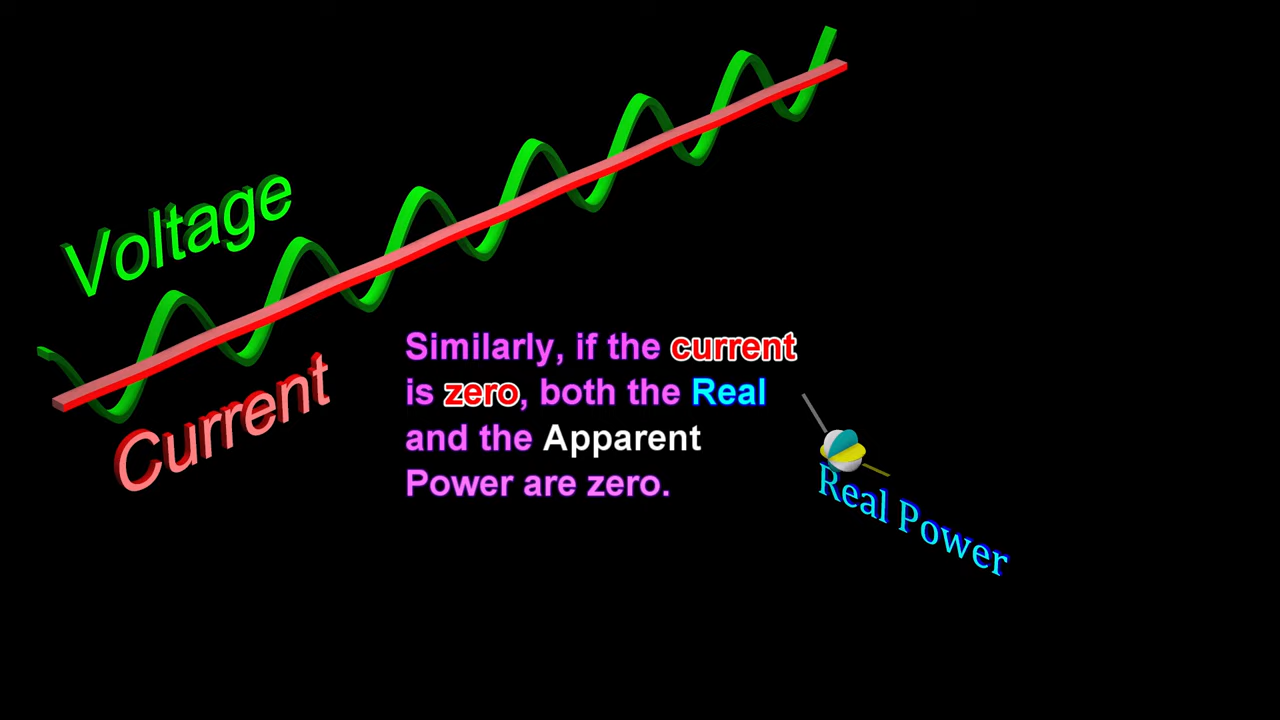 Voltage
Current
Similarly, if the current
is zero, both the Real
and the Apparent
Power are zero.
Real Power